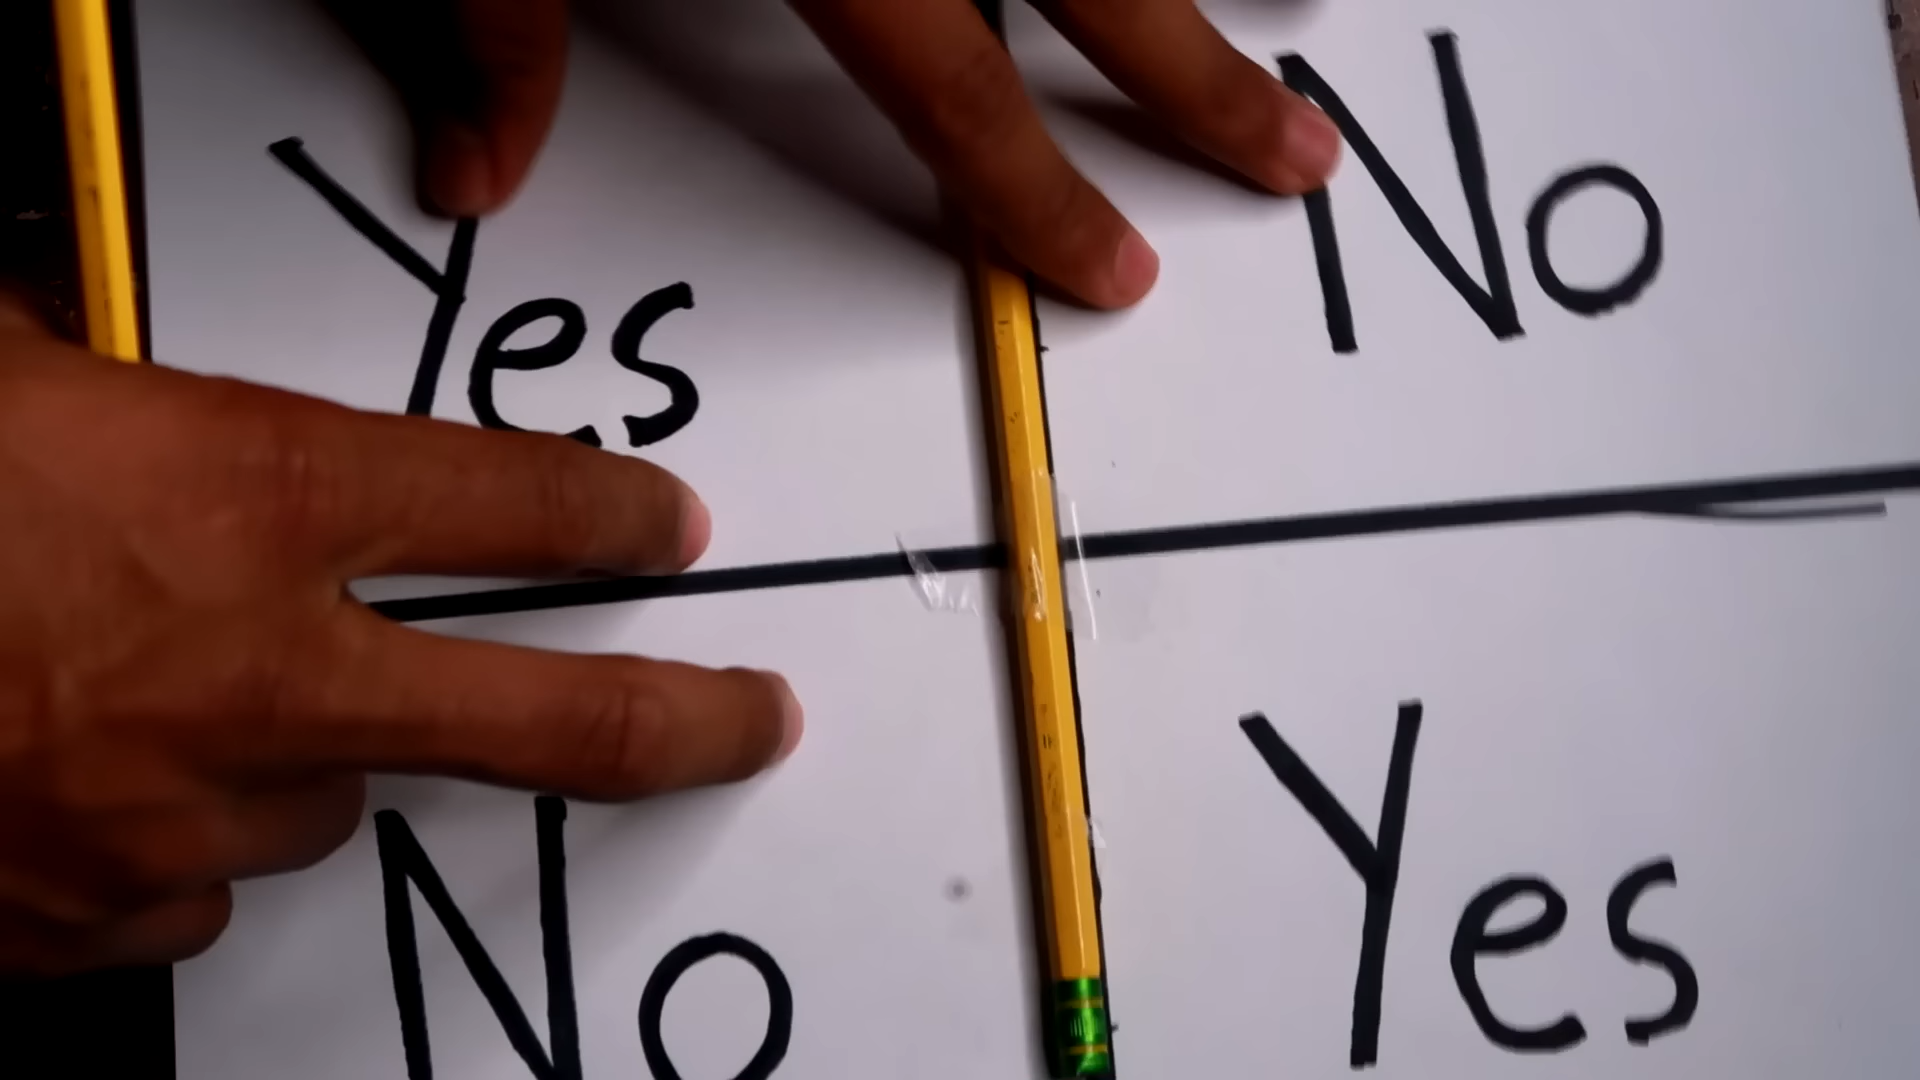 Yes No
No Yes